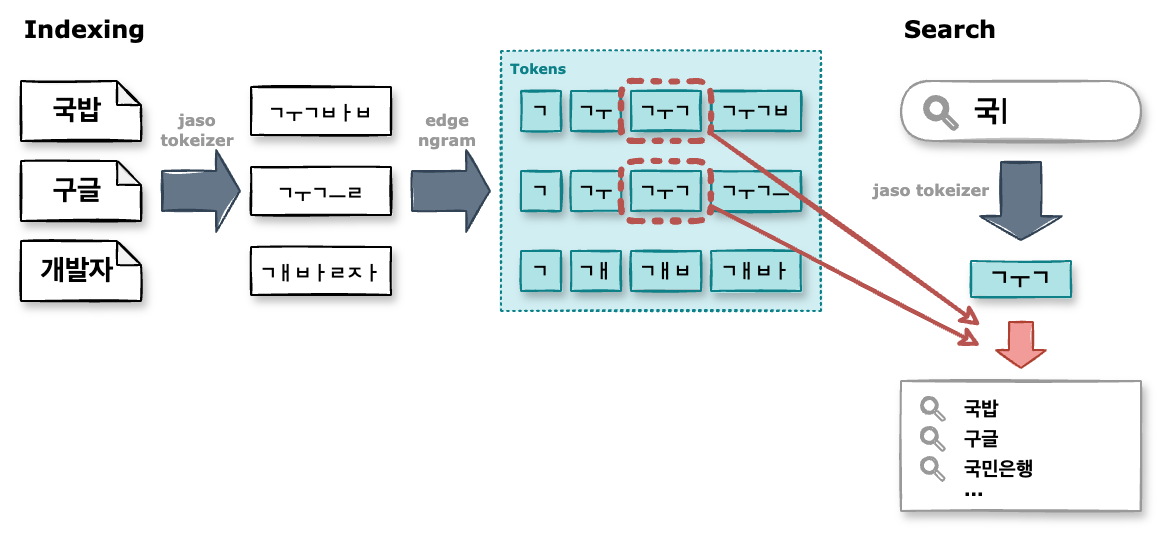 Indexing
Search
국밥
구글
개발자
jaso
tokeizer
ㄱㅜㄱㅂㅏㅂ
ㄱㅜㄱㅡㄹ
ㄱㅐㅂㅏㄹㅈㅏ
edge
ngram
Tokens
ㄱ ㄱㅜ ㄱㅜㄱ ㄱㅜㄱㅂ
ㄱ ㄱㅜ ㄱㅜㄱ ㄱㅜㄱㅡ
ㄱ ㄱㅐ ㄱㅐㅂ ㄱㅐㅂㅏ
국|
jaso tokeizer
ㄱㅜㄱ
국밥
구글
국민은행
...